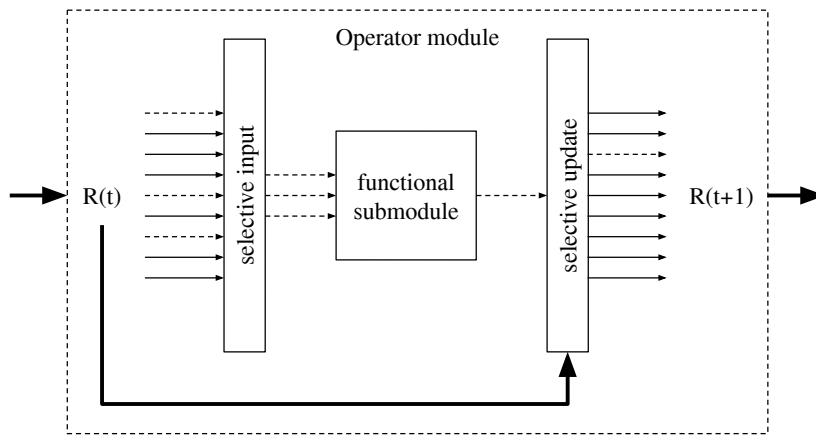 Operator module
R(t)
selective input
functional
submodule
selective update
R(t+1)